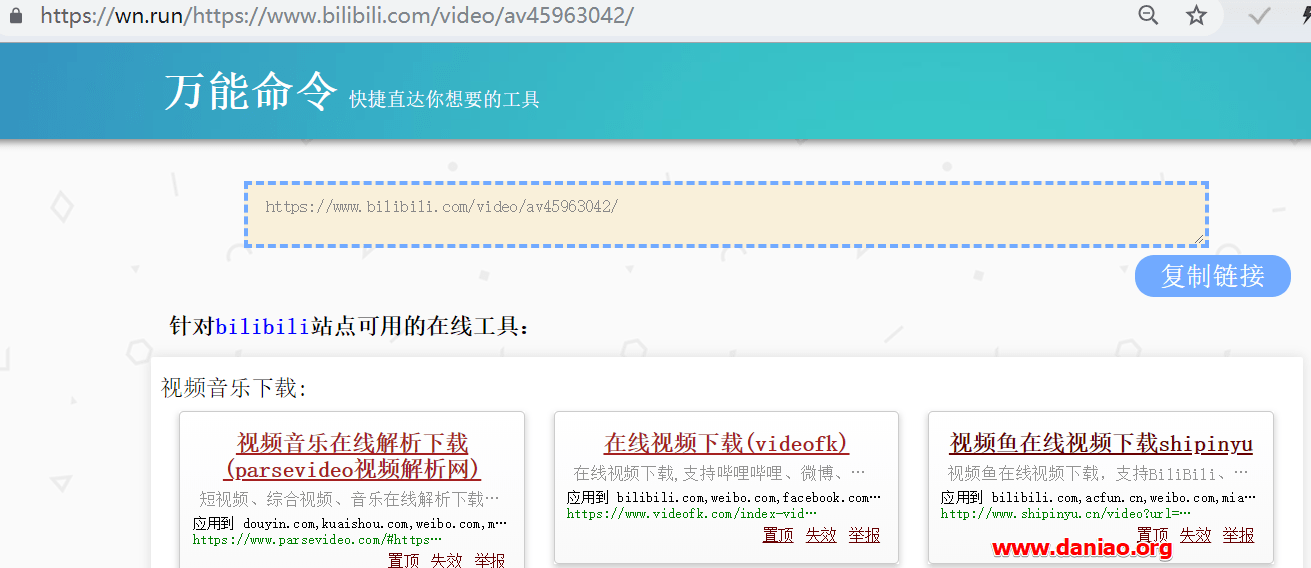 https://wn.run/https://www.bilibili.com/video/av45963042/
万能命令 快捷直达你想要的工具
https://www.bilibili.com/video/av45963042/
复制链接
针对bilibili站点可用的在线工具：
视频音乐下载:
视频音乐在线解析下载
(parsevideo视频解析网)
短视频、综合视频、音乐在线解析下载…
应用到 douyin.com,kuaishou.com,weibo.com,m…
https://www.parsevideo.com/#https…
置顶 失效 举报
在线视频下载(videofk)
在线视频下载,支持哔哩哔哩、微博、…
应用到 bilibili.com,weibo.com,facebook.com…
https://www.videofk.com/index-vid…
置顶 失效 举报
视频鱼在线视频下载shipinyu
视频鱼在线视频下载，支持BiliBili、…
应用到 bilibili.com,acfun.cn,weibo.com,mia…
http://www.shipinyu.cn/video?url=…
置顶 失效 举报
www.daniao.org